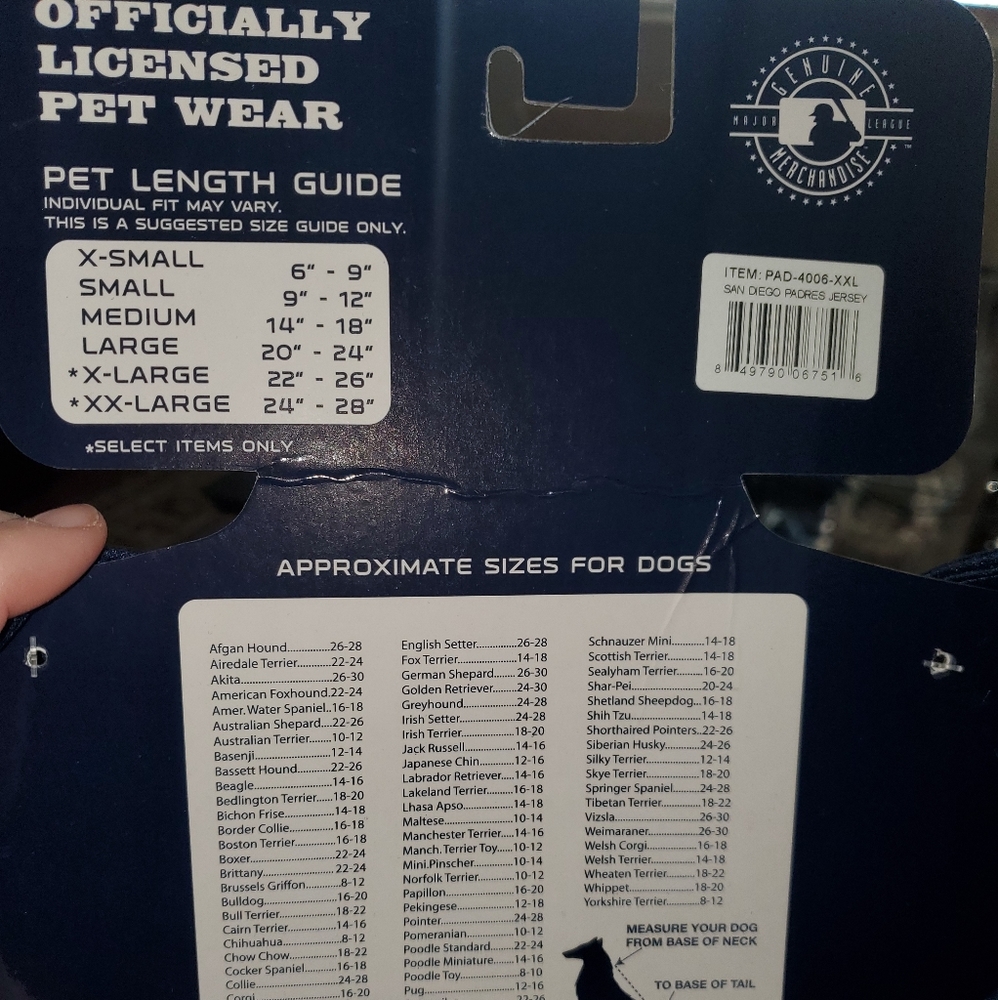 OFFICIALLY
LICENSED
PET WEAR
GENUINE
MAJOR LEAGUE
MERCHANDISE
TM
PET LENGTH GUIDE
INDIVIDUAL FIT MAY VARY.
THIS IS A SUGGESTED SIZE GUIDE ONLY.
X-SMALL 6" - 9"
SMALL 9" - 12"
MEDIUM 14" - 18"
LARGE 20" - 24"
*X-LARGE 22" - 26"
*XX-LARGE 24" - 28"
*SELECT ITEMS ONLY
ITEM: PAD-4006-XXL
SAN DIEGO PADRES JERSEY
8 49790 06751 6
APPROXIMATE SIZES FOR DOGS
Afgan Hound...............26-28
Airedale Terrier..........22-24
Akita.........................26-30
American Foxhound.22-24
Amer. Water Spaniel..16-18
Australian Shepard....22-26
Australian Terrier.......10-12
Basenji......................12-14
Bassett Hound..........22-26
Beagle.......................14-16
Bedlington Terrier.....18-20
Bichon Frise..............14-18
Border Collie.............16-18
Boston Terrier...........16-18
Boxer........................22-24
Brittany.....................22-24
Brussels Griffon.........8-12
Bulldog.....................16-20
Bull Terrier................18-22
Cairn Terrier..............14-16
Chihuahua................8-12
Chow Chow..............18-22
Cocker Spaniel..........16-18
Collie........................24-28
Corgi........................16-20
English Setter............26-28
Fox Terrier.................14-18
German Shepard.......26-30
Golden Retriever.......24-30
Greyhound................24-28
Irish Setter................24-28
Irish Terrier...............18-20
Jack Russell..............14-16
Japanese Chin..........12-16
Labrador Retriever....14-16
Lakeland Terrier........16-18
Lhasa Apso...............14-18
Maltese.....................10-14
Manchester Terrier....14-16
Manch. Terrier Toy.....10-12
Mini.Pinscher............10-14
Norfolk Terrier...........10-12
Papillon.....................16-20
Pekingese..................12-18
Pointer......................24-28
Pomeranian..............10-12
Poodle Standard.......22-24
Poodle Miniature......14-16
Poodle Toy................8-10
Pug...........................12-16
22-26
Schnauzer Mini..........14-18
Scottish Terrier..........14-18
Sealyham Terrier........16-20
Shar-Pei....................20-24
Shetland Sheepdog...16-18
Shih Tzu....................14-18
Shorthaired Pointers..22-26
Siberian Husky..........24-26
Silky Terrier...............12-14
Skye Terrier...............18-20
Springer Spaniel........24-28
Tibetan Terrier...........18-22
Vizsla........................26-30
Weimaraner...............26-30
Welsh Corgi...............16-18
Welsh Terrier.............14-18
Wheaten Terrier.........18-22
Whippet....................18-20
Yorkshire Terrier.........8-12
MEASURE YOUR DOG
FROM BASE OF NECK
TO BASE OF TAIL